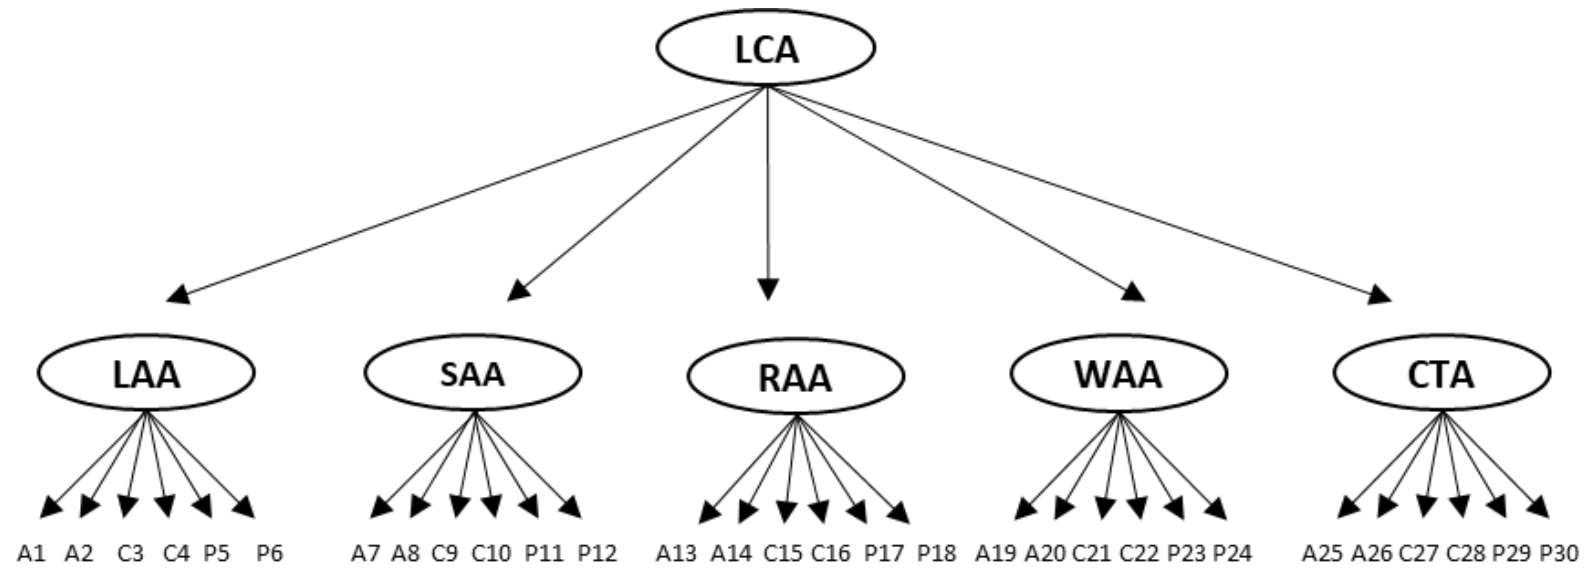 LCA
LAA SAA RAA WAA CTA
A1 A2 C3 C4 P5 P6 A7 A8 C9 C10 P11 P12 A13 A14 C15 C16 P17 P18 A19 A20 C21 C22 P23 P24 A25 A26 C27 C28 P29 P30